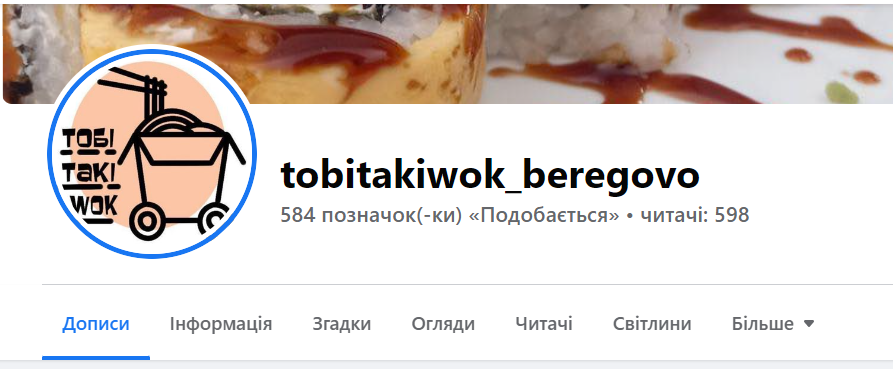 ТОБІ
ТАКІ
WOK
tobitakiwok_beregovo
584 позначок(-ки) «Подобається» • читачі: 598
Дописи Інформація Згадки Огляди Читачі Світлини Більше